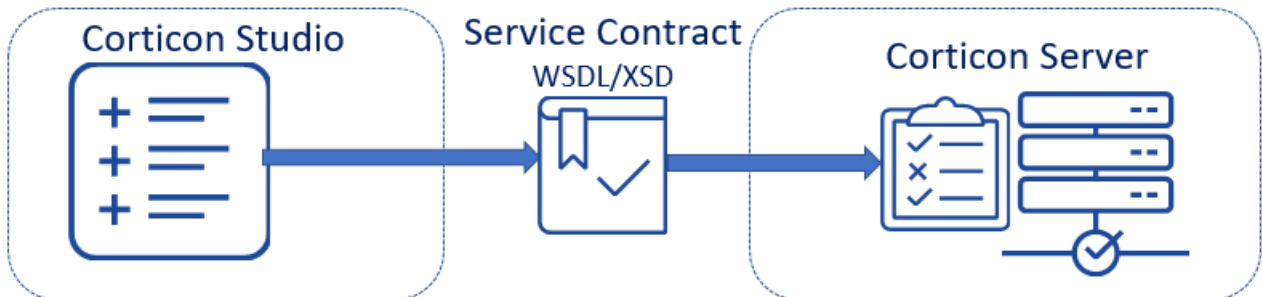 Corticon Studio
Service Contract
WSDL/XSD
Corticon Server